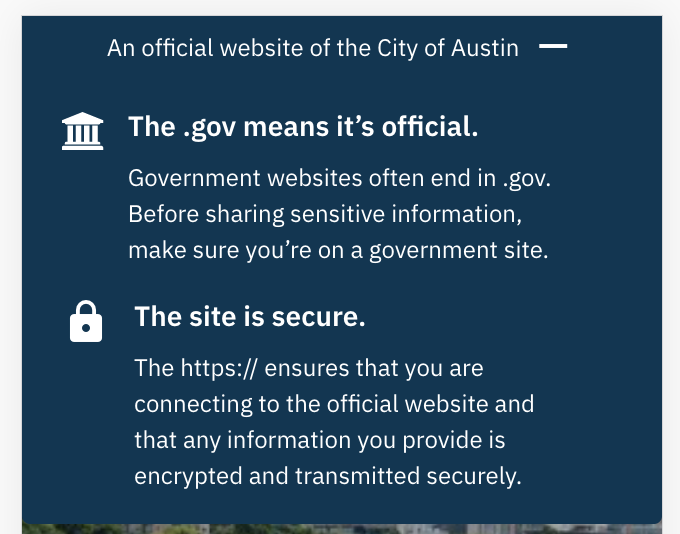 An official website of the City of Austin
The .gov means it’s official.
Government websites often end in .gov.
Before sharing sensitive information,
make sure you’re on a government site.
The site is secure.
The https:// ensures that you are
connecting to the official website and
that any information you provide is
encrypted and transmitted securely.